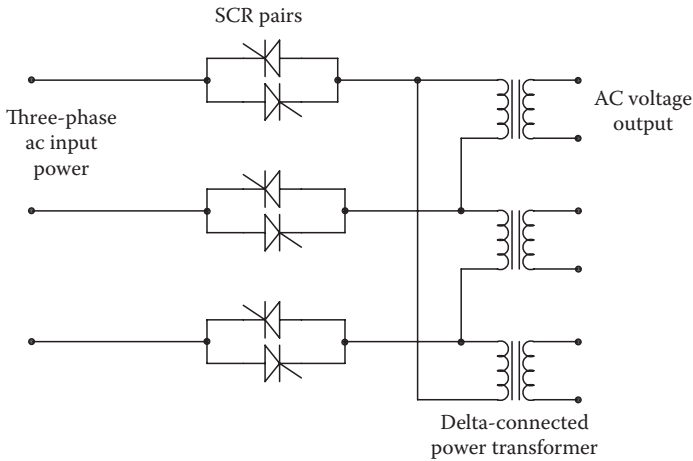 SCR pairs
Three-phase
ac input
power
AC voltage
output
Delta-connected
power transformer